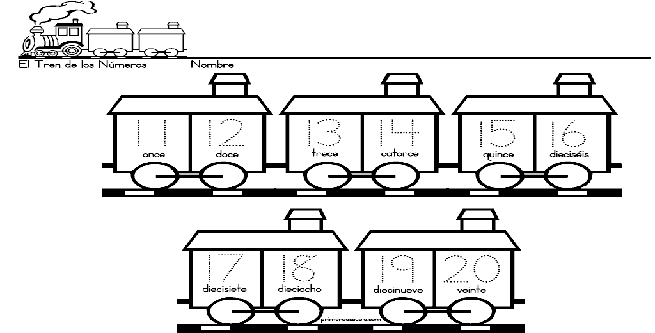 El Tren de los Números Nombre
11 12 13 14 15 16
once doce trece catorce quince dieciséis
17 18 19 20
diecisiete dieciocho diecinueve veinte